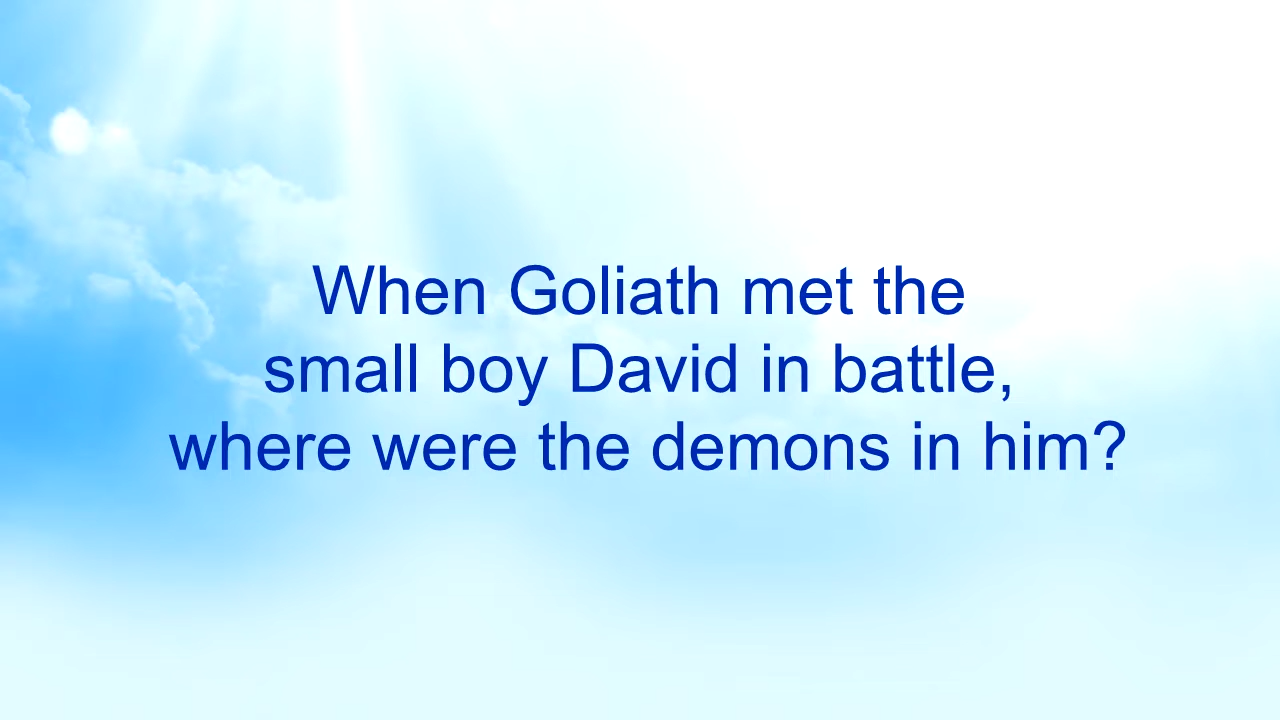 When Goliath met the
small boy David in battle,
where were the demons in him?